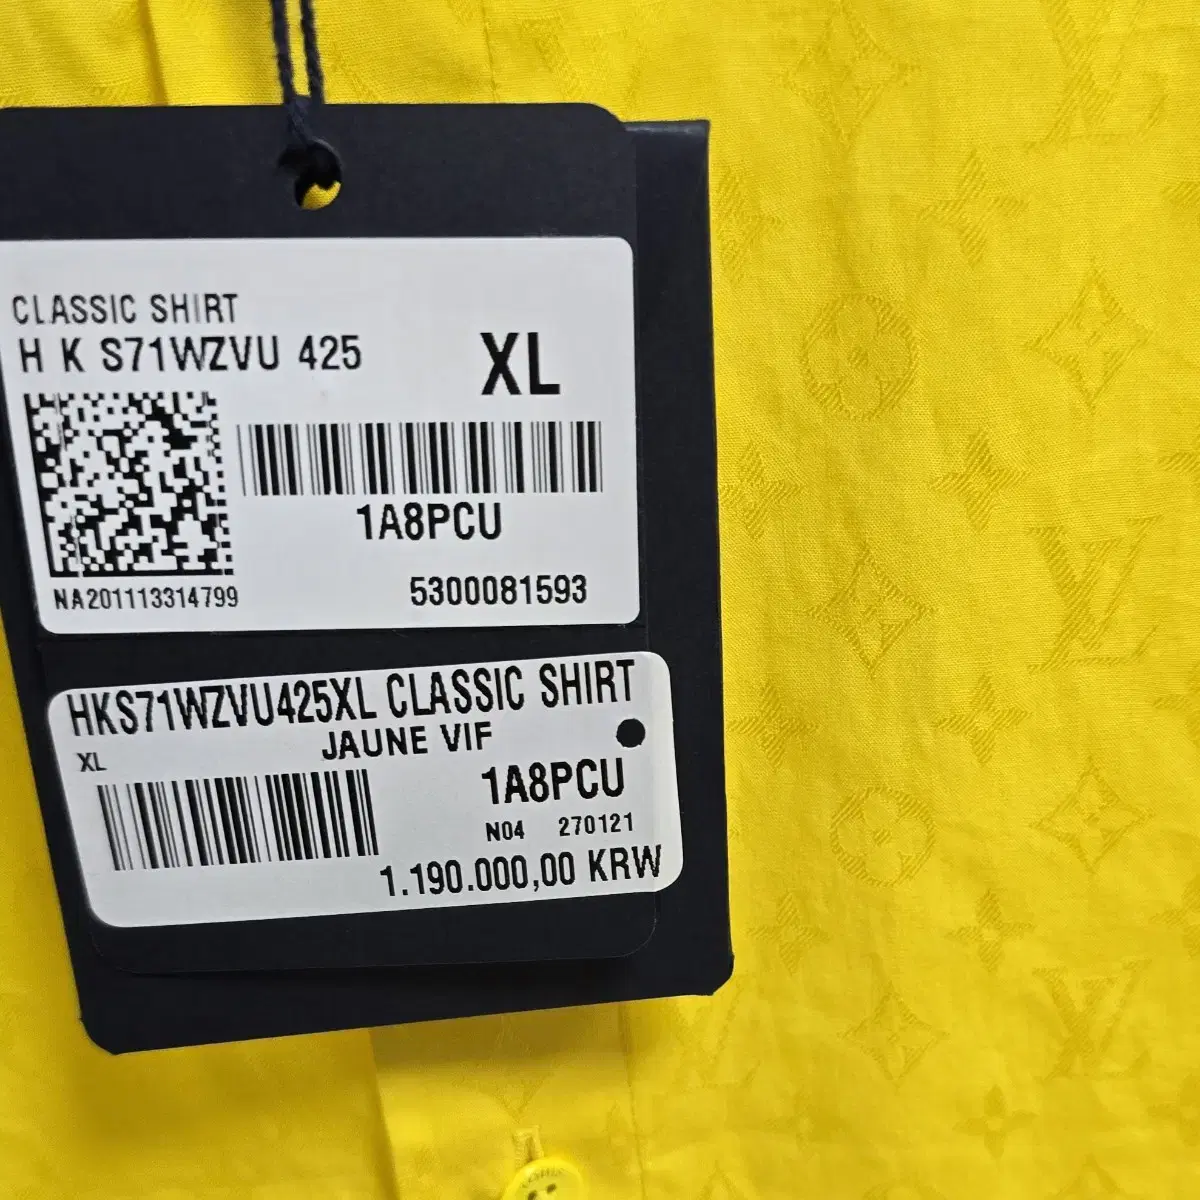 CLASSIC SHIRT
H K S71WZVU 425
XL
1A8PCU
NA201113314799
5300081593
HKS71WZVU425XL CLASSIC SHIRT
XL
JAUNE VIF
1A8PCU
N04 270121
1.190.000,00 KRW